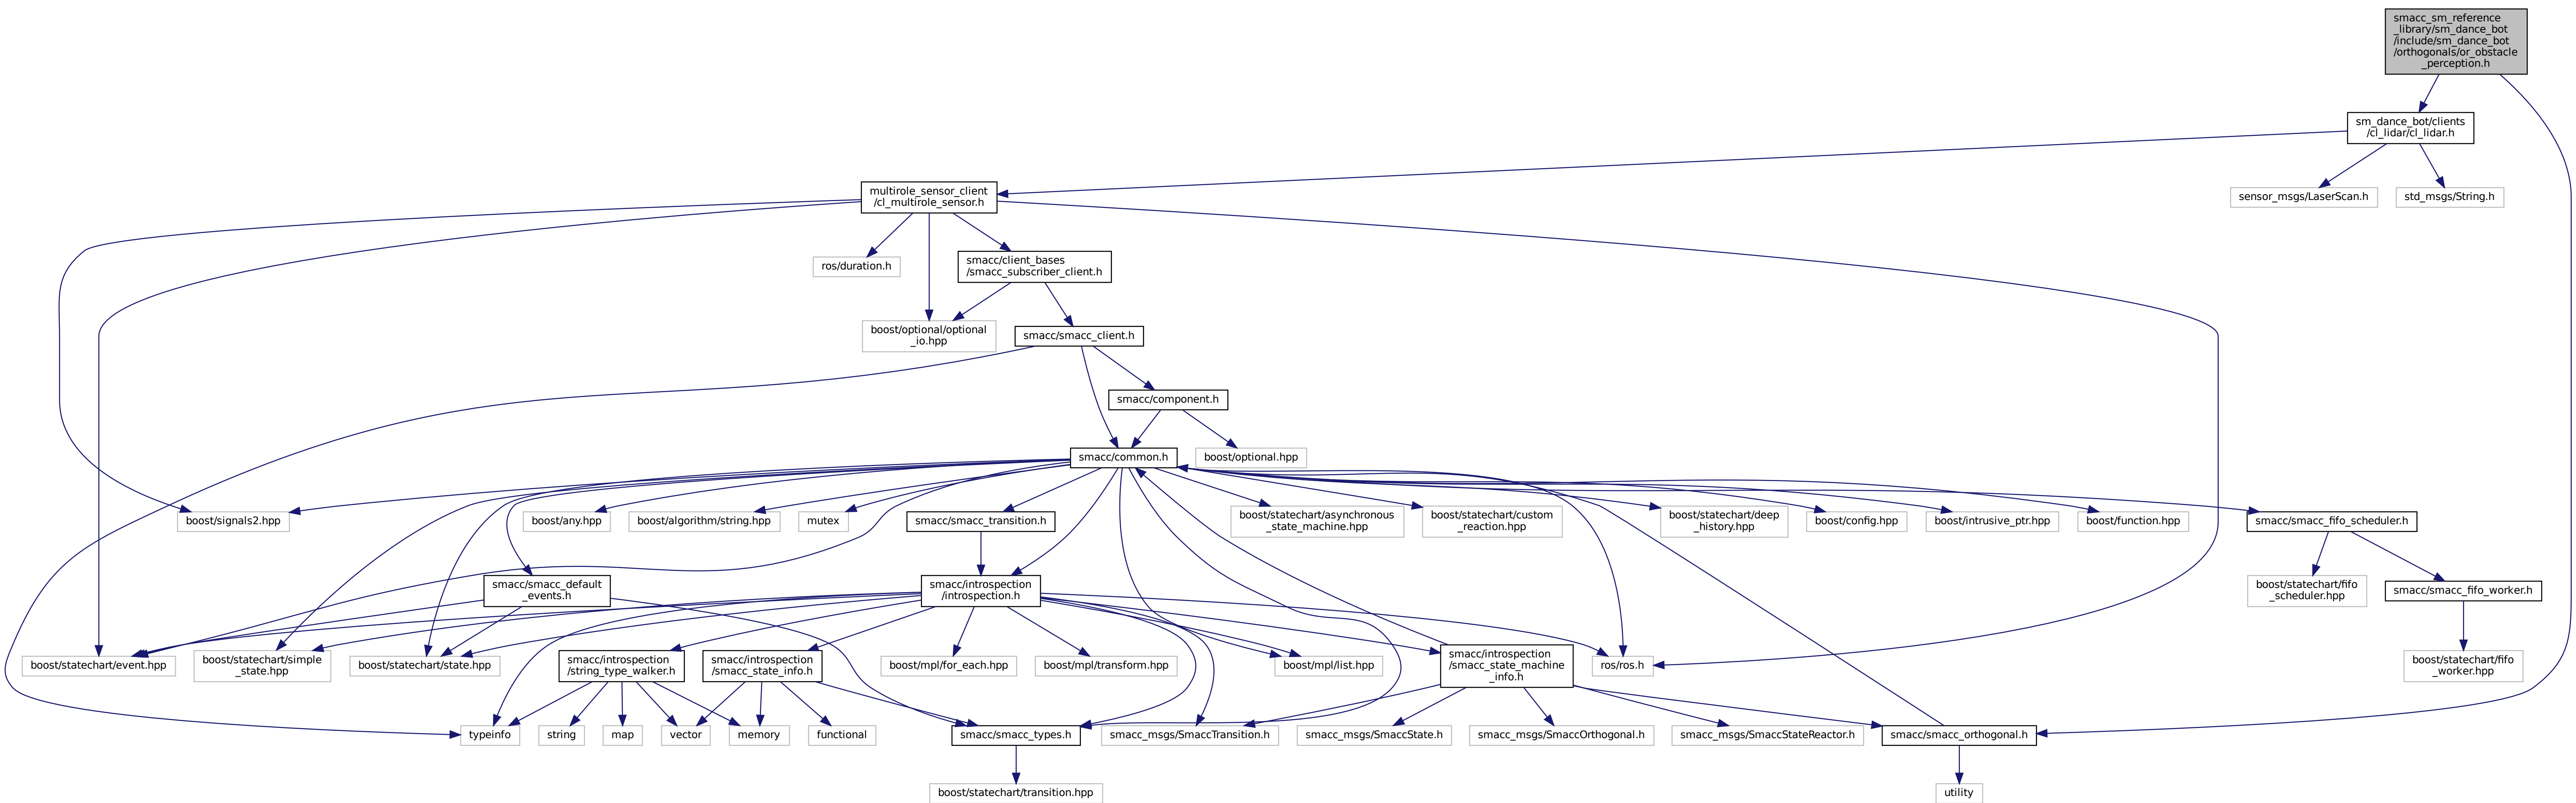 smacc_sm_reference
_library/sm_dance_bot
/include/sm_dance_bot
/orthogonals/or_obstacle
_perception.h
sm_dance_bot/clients
/cl_lidar/cl_lidar.h
multirole_sensor_client
/cl_multirole_sensor.h
sensor_msgs/LaserScan.h
std_msgs/String.h
ros/duration.h
smacc/client_bases
/smacc_subscriber_client.h
boost/optional/optional
_io.hpp
smacc/smacc_client.h
smacc/component.h
smacc/common.h
boost/optional.hpp
boost/signals2.hpp
boost/any.hpp
boost/algorithm/string.hpp
mutex
smacc/smacc_transition.h
boost/statechart/asynchronous
_state_machine.hpp
boost/statechart/custom
_reaction.hpp
boost/statechart/deep
_history.hpp
boost/config.hpp
boost/intrusive_ptr.hpp
boost/function.hpp
smacc/smacc_fifo_scheduler.h
smacc/smacc_default
_events.h
smacc/introspection
/introspection.h
boost/statechart/fifo
_scheduler.hpp
smacc/smacc_fifo_worker.h
boost/statechart/event.hpp
boost/statechart/simple
_state.hpp
boost/statechart/state.hpp
smacc/introspection
/string_type_walker.h
smacc/introspection
/smacc_state_info.h
boost/mpl/for_each.hpp
boost/mpl/transform.hpp
boost/mpl/list.hpp
smacc/introspection
/smacc_state_machine
_info.h
ros/ros.h
boost/statechart/fifo
_worker.hpp
typeinfo
string
map
vector
memory
functional
smacc/smacc_types.h
smacc_msgs/SmaccTransition.h
smacc_msgs/SmaccState.h
smacc_msgs/SmaccOrthogonal.h
smacc_msgs/SmaccStateReactor.h
smacc/smacc_orthogonal.h
boost/statechart/transition.hpp
utility